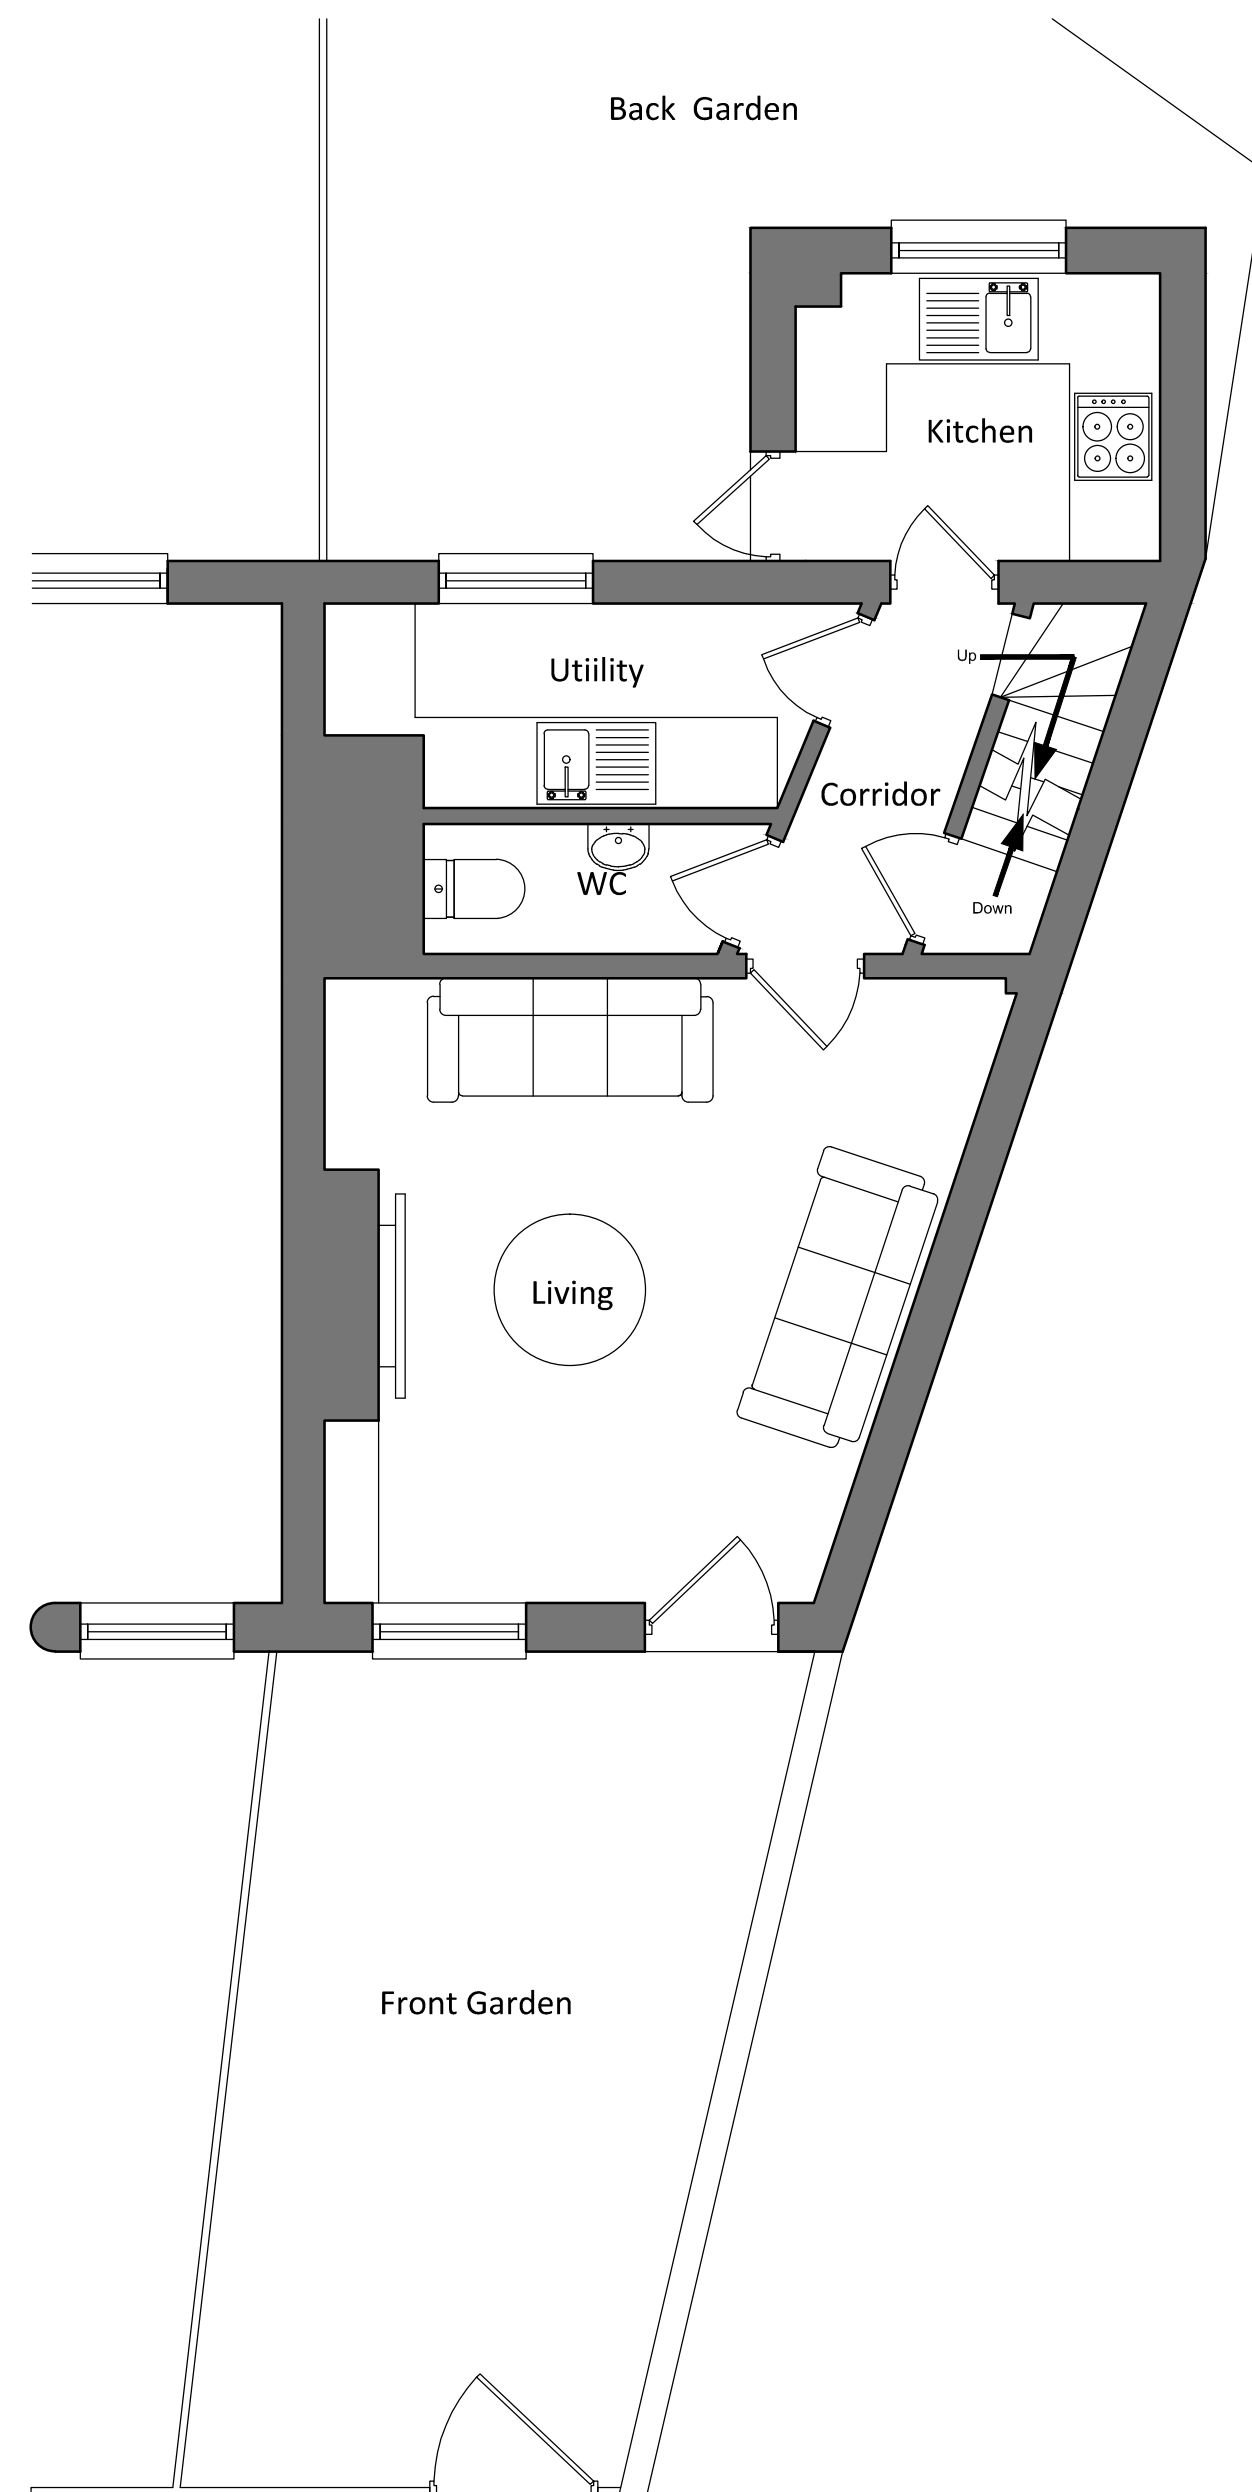 Back Garden
Kitchen
Up
Utiility
Corridor
WC
Down
Living
Front Garden